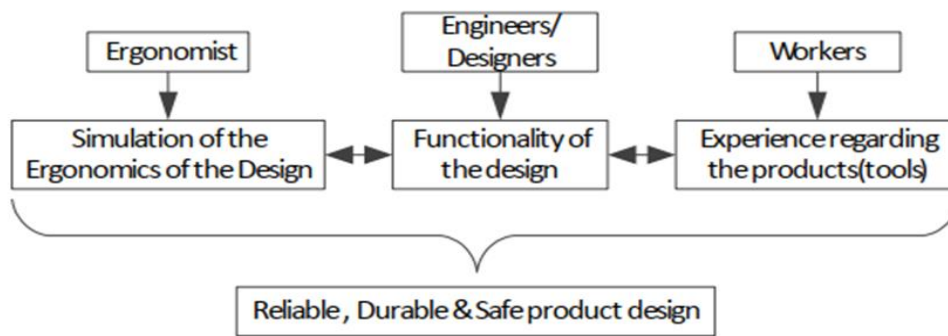 Ergonomist
Engineers/
Designers
Workers
Simulation of the
Ergonomics of the Design
Functionality of
the design
Experience regarding
the products(tools)
Reliable , Durable & Safe product design